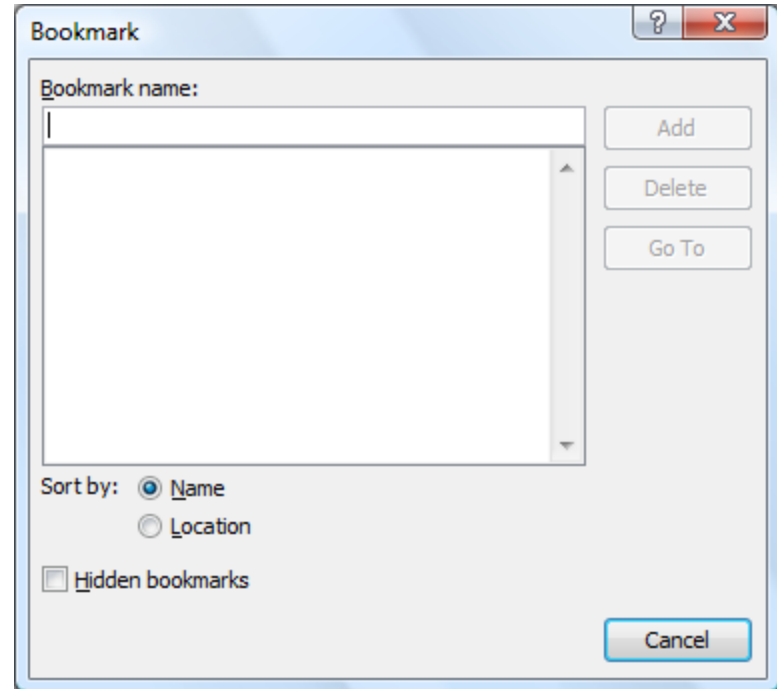 Bookmark
?
X
Bookmark name:
Add
Delete
Go To
Sort by: Name
Location
Hidden bookmarks
Cancel